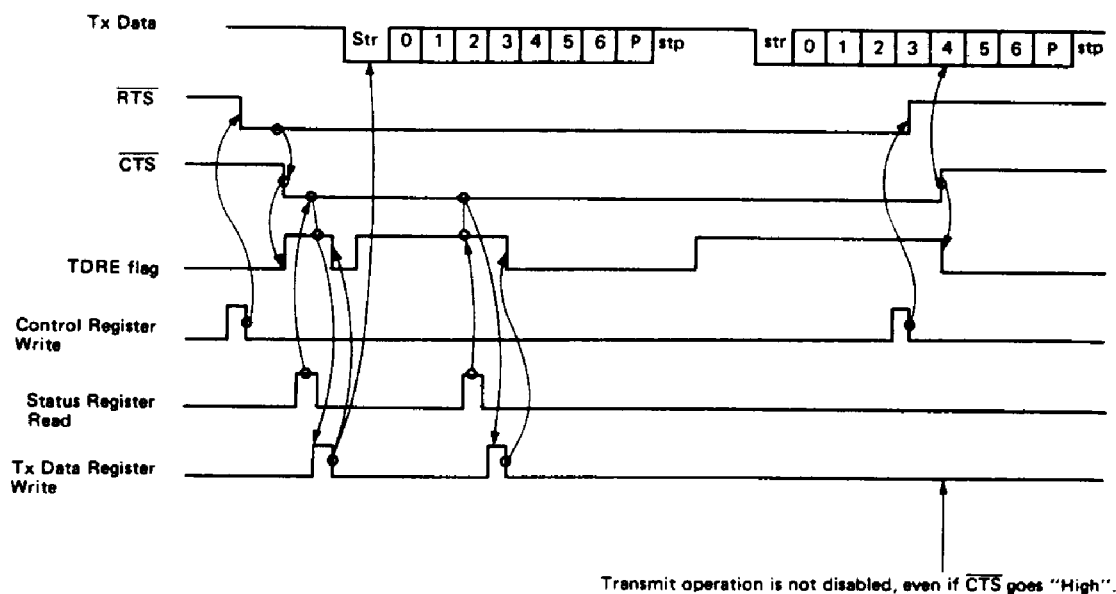 Tx Data
Str 0 1 2 3 4 5 6 P stp str 0 1 2 3 4 5 6 P stp
RTS
CTS
TDRE flag
Control Register
Write
Status Register
Read
Tx Data Register
Write
Transmit operation is not disabled, even if CTS goes "High".